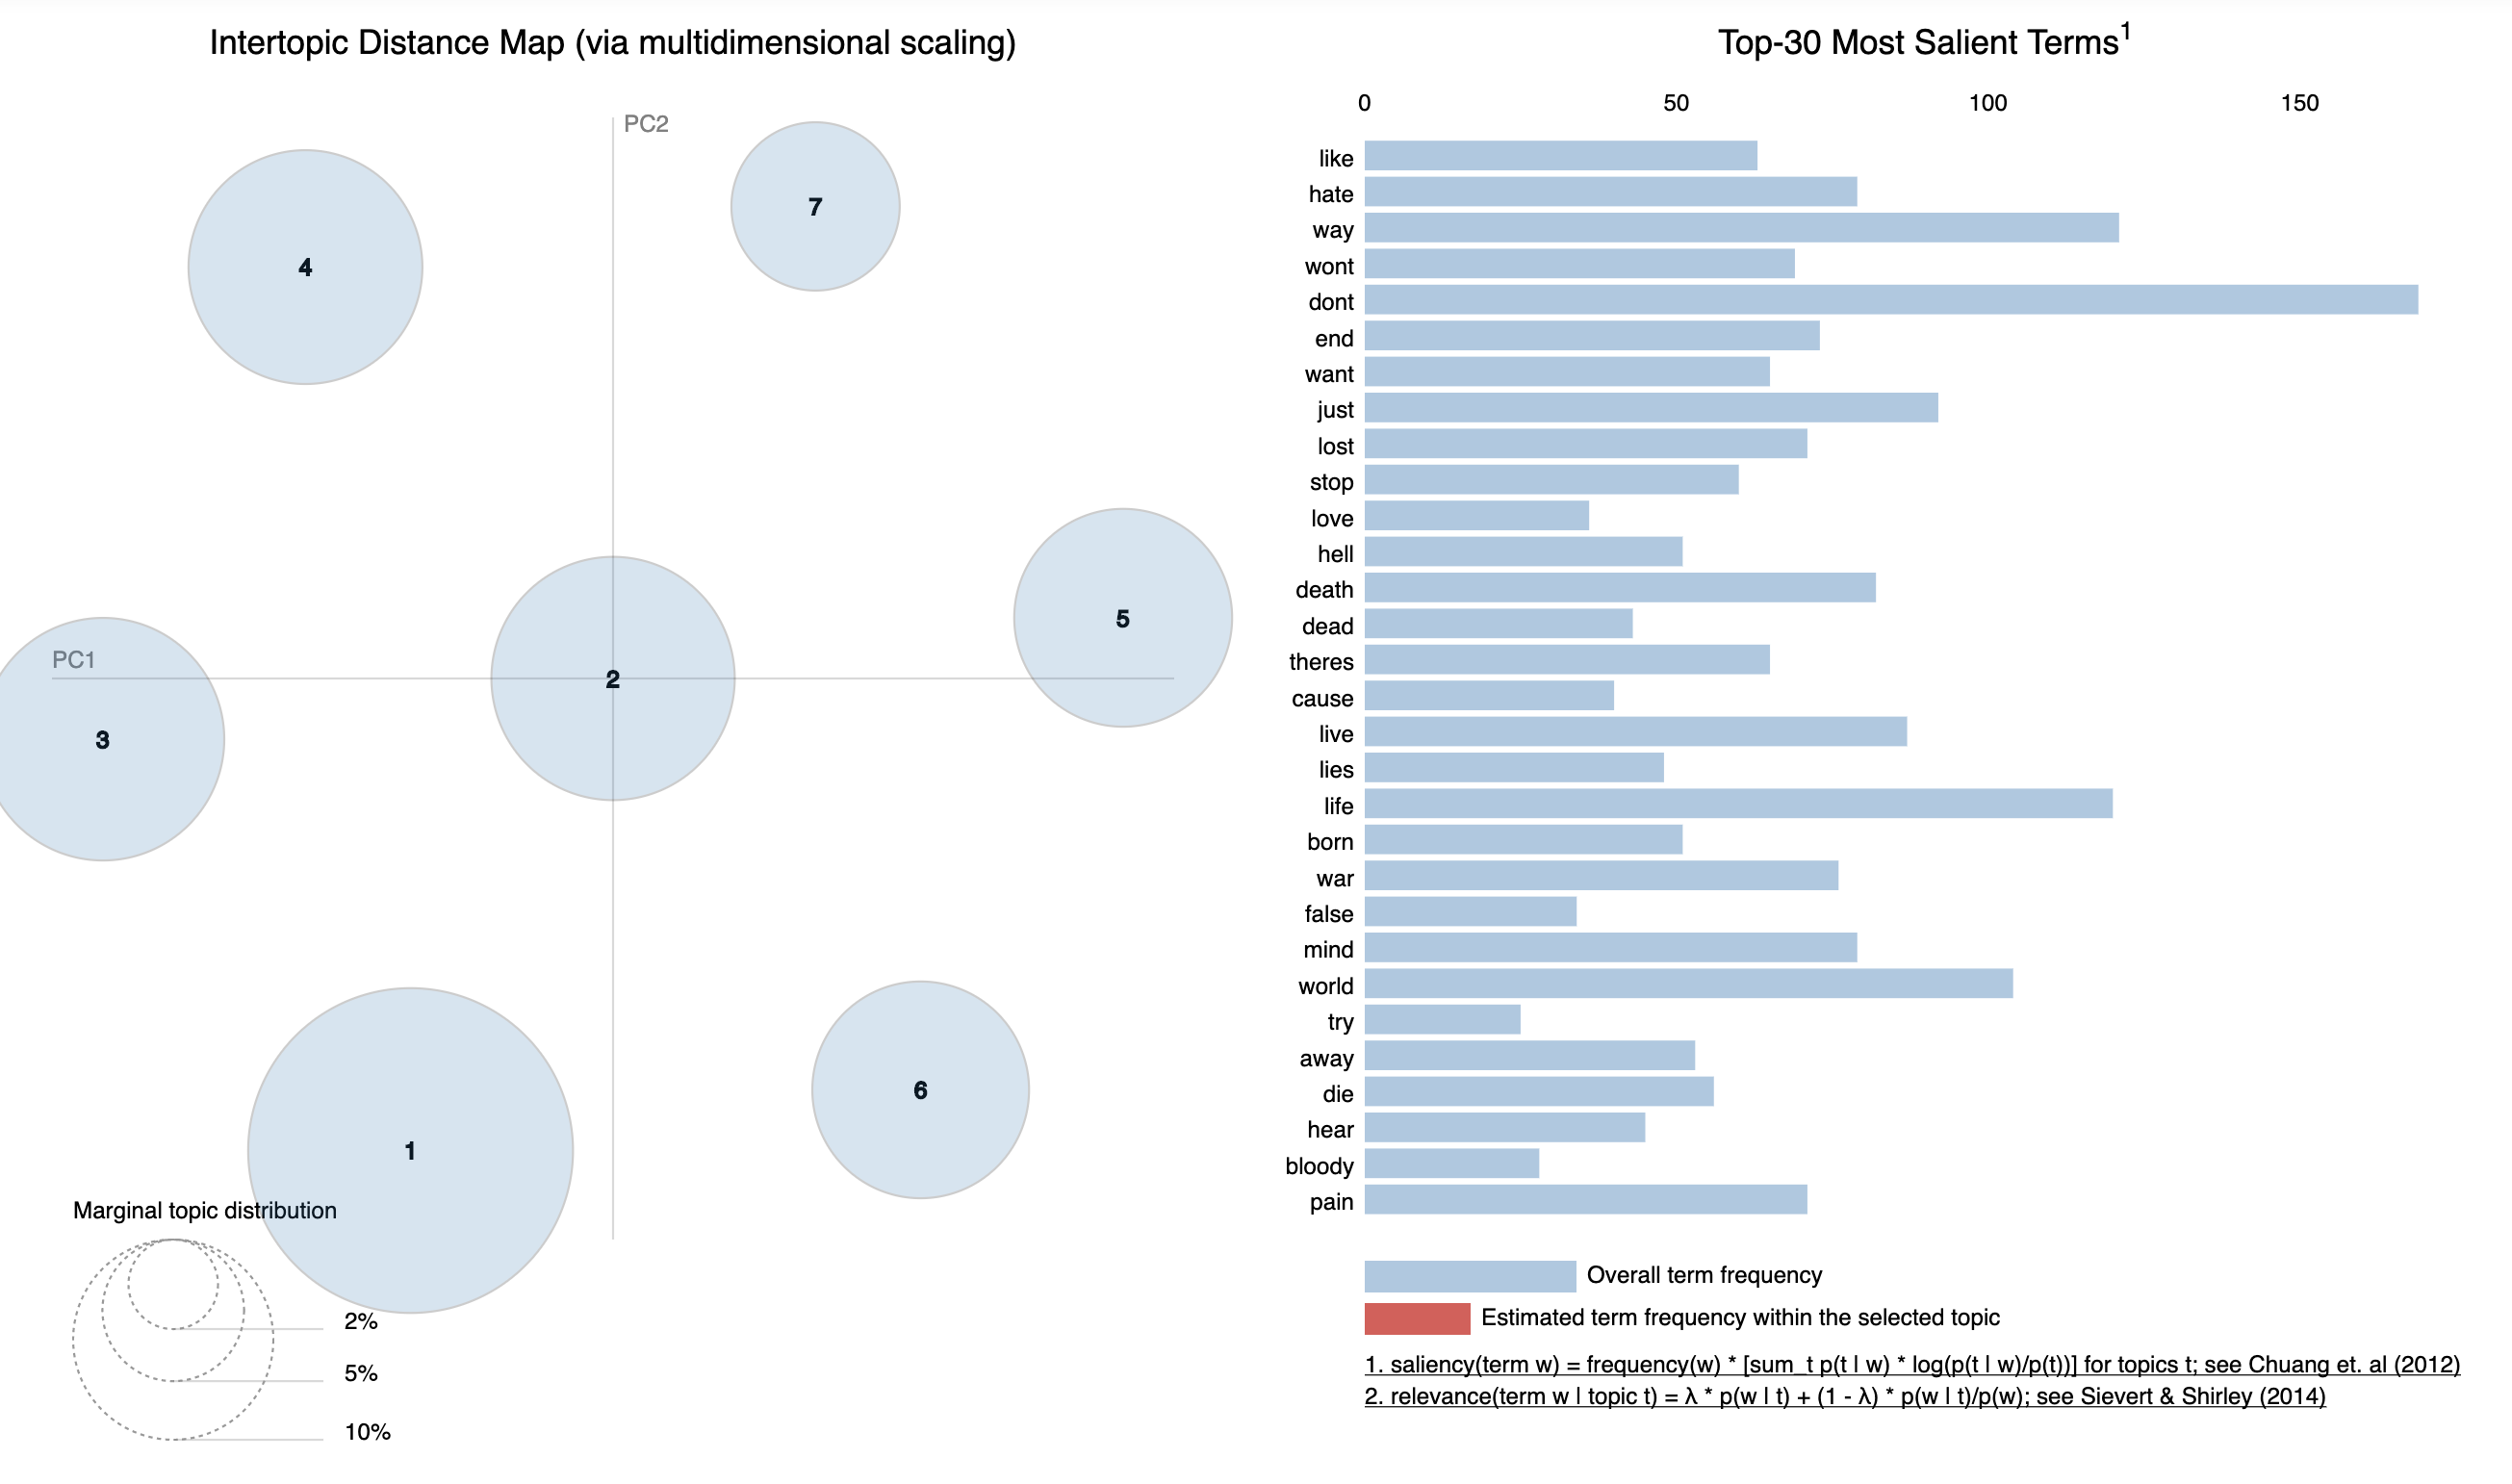 Intertopic Distance Map (via multidimensional scaling)
PC2
PC1
4
7
5
2
3
6
1
Marginal topic distribution
2%
5%
10%
Top-30 Most Salient Terms1
0 50 100 150
like
hate
way
wont
dont
end
want
just
lost
stop
love
hell
death
dead
theres
cause
live
lies
life
born
war
false
mind
world
try
away
die
hear
bloody
pain
Overall term frequency
Estimated term frequency within the selected topic
1. saliency(term w) = frequency(w) * [sum_t p(t | w) * log(p(t | w)/p(t))] for topics t; see Chuang et. al (2012)
2. relevance(term w | topic t) = λ * p(w | t) + (1 - λ) * p(w | t)/p(w); see Sievert & Shirley (2014)